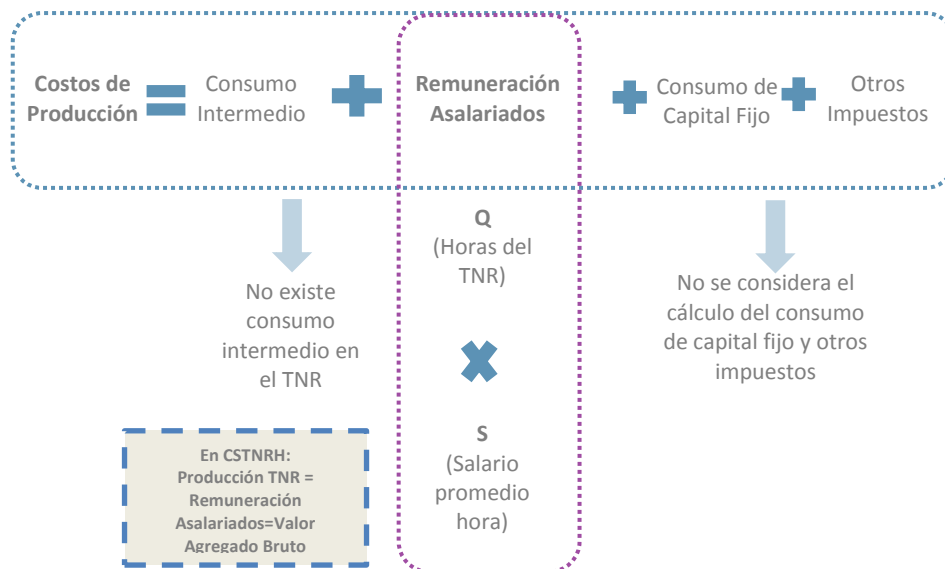 Costos de
Producción
Consumo
Intermedio
Remuneración
Asalariados
Consumo de
Capital Fijo
Otros
Impuestos
No existe
consumo
intermedio en
el TNR
Q
(Horas del
TNR)
S
(Salario
promedio
hora)
No se considera el
cálculo del consumo
de capital fijo y otros
impuestos
En CSTNRH:
Producción TNR =
Remuneración
Asalariados=Valor
Agregado Bruto